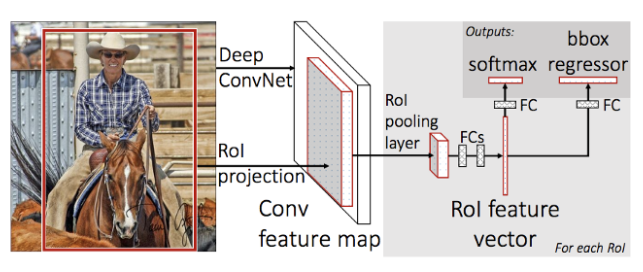 Deep
ConvNet
RoI
projection
Conv
feature map
RoI
pooling
layer
FCs
RoI feature
vector
For each RoI
Outputs:
softmax
bbox
regressor
FC
FC